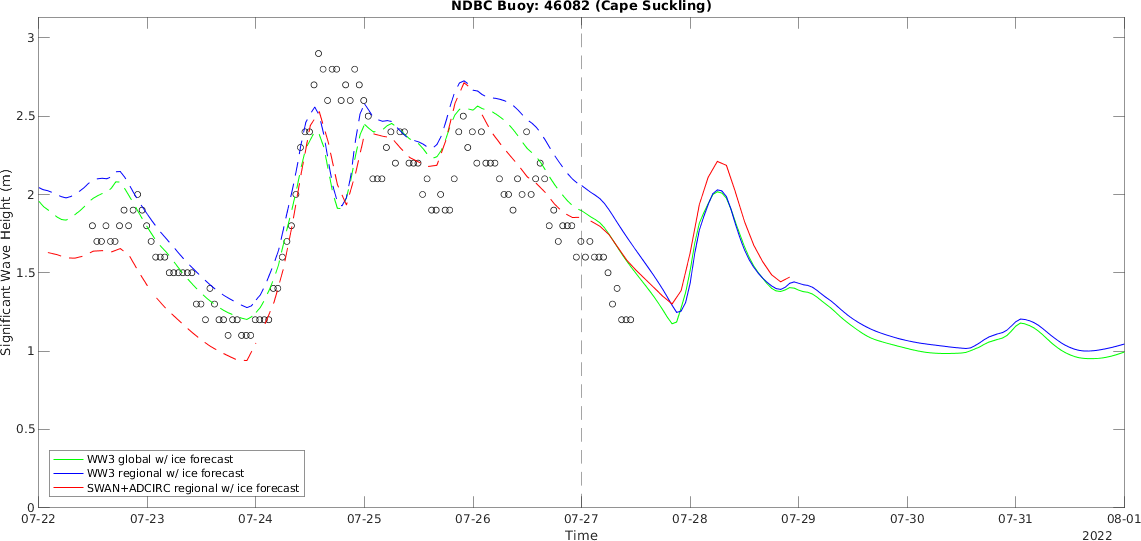 NDBC Buoy: 46082 (Cape Suckling)
3
2.5
2
1.5
1
0.5
0
Significant Wave Height (m)
WW3 global w/ ice forecast
WW3 regional w/ ice forecast
SWAN+ADCIRC regional w/ ice forecast
07-22 07-23 07-24 07-25 07-26 07-27 07-28 07-29 07-30 07-31 08-01
Time
2022